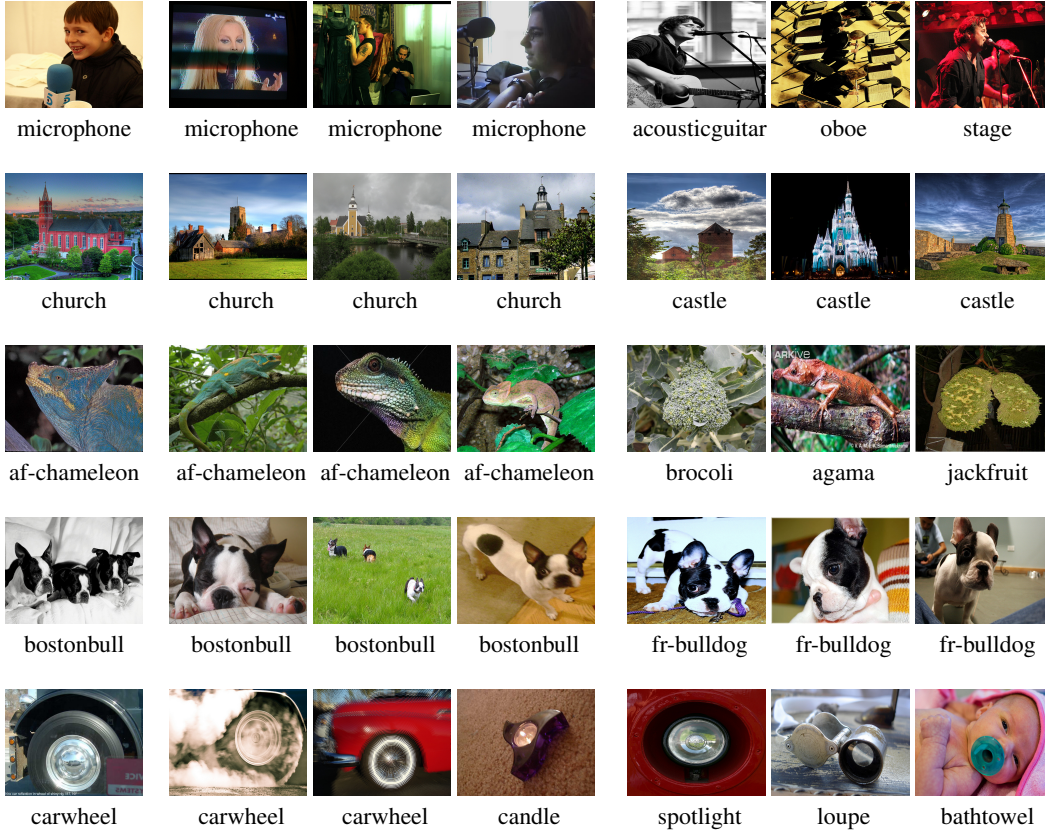 microphone microphone microphone microphone acousticguitar oboe stage
church church church church castle castle castle
ARKIVE
af-chameleon af-chameleon af-chameleon af-chameleon brocoli agama jackfruit
bostonbull bostonbull bostonbull bostonbull fr-bulldog fr-bulldog fr-bulldog
carwheel carwheel carwheel candle spotlight loupe bathtowel